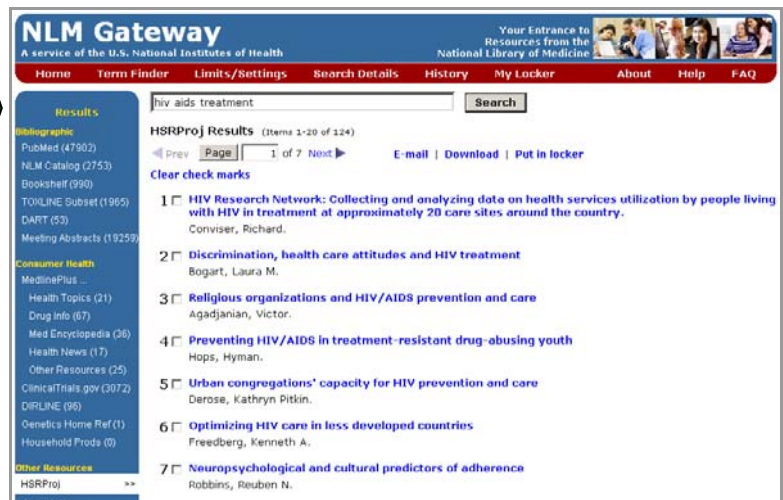 NLM Gateway
A service of the U.S. National Institutes of Health
Your Entrance to
Resources from the
National Library of Medicine
Home Term Finder Limits/Settings Search Details History My Locker About Help FAQ
Results
Bibliographic
PubMed (47902)
NLM Catalog (2753)
Bookshelf (990)
TOXLINE Subset (1965)
DART (53)
Meeting Abstracts (19259)
Consumer Health
MedlinePlus ...
Health Topics (21)
Drug Info (67)
Med Encyclopedia (36)
Health News (17)
Other Resources (25)
ClinicalTrials.gov (3072)
DIRLINE (96)
Genetics Home Ref (1)
Household Prods (0)
Other Resources
HSRProj >>
hiv aids treatment Search
HSRProj Results (Items 1-20 of 124)
Prev Page 1 of 7 Next E-mail | Download | Put in locker
Clear check marks
1 HIV Research Network: Collecting and analyzing data on health services utilization by people living
with HIV in treatment at approximately 20 care sites around the country.
Conviser, Richard.
2 Discrimination, health care attitudes and HIV treatment
Bogart, Laura M.
3 Religious organizations and HIV/AIDS prevention and care
Agadjanian, Victor.
4 Preventing HIV/AIDS in treatment-resistant drug-abusing youth
Hops, Hyman.
5 Urban congregations' capacity for HIV prevention and care
Derose, Kathryn Pitkin.
6 Optimizing HIV care in less developed countries
Freedberg, Kenneth A.
7 Neuropsychological and cultural predictors of adherence
Robbins, Reuben N.